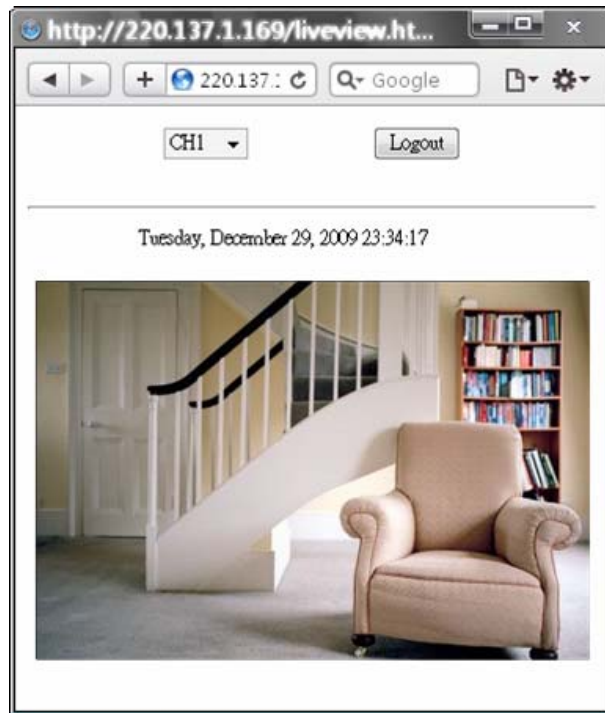 http://220.137.1.169/liveview.ht...
220.137.:
Google
CH1
Logout
Tuesday, December 29, 2009 23:34:17